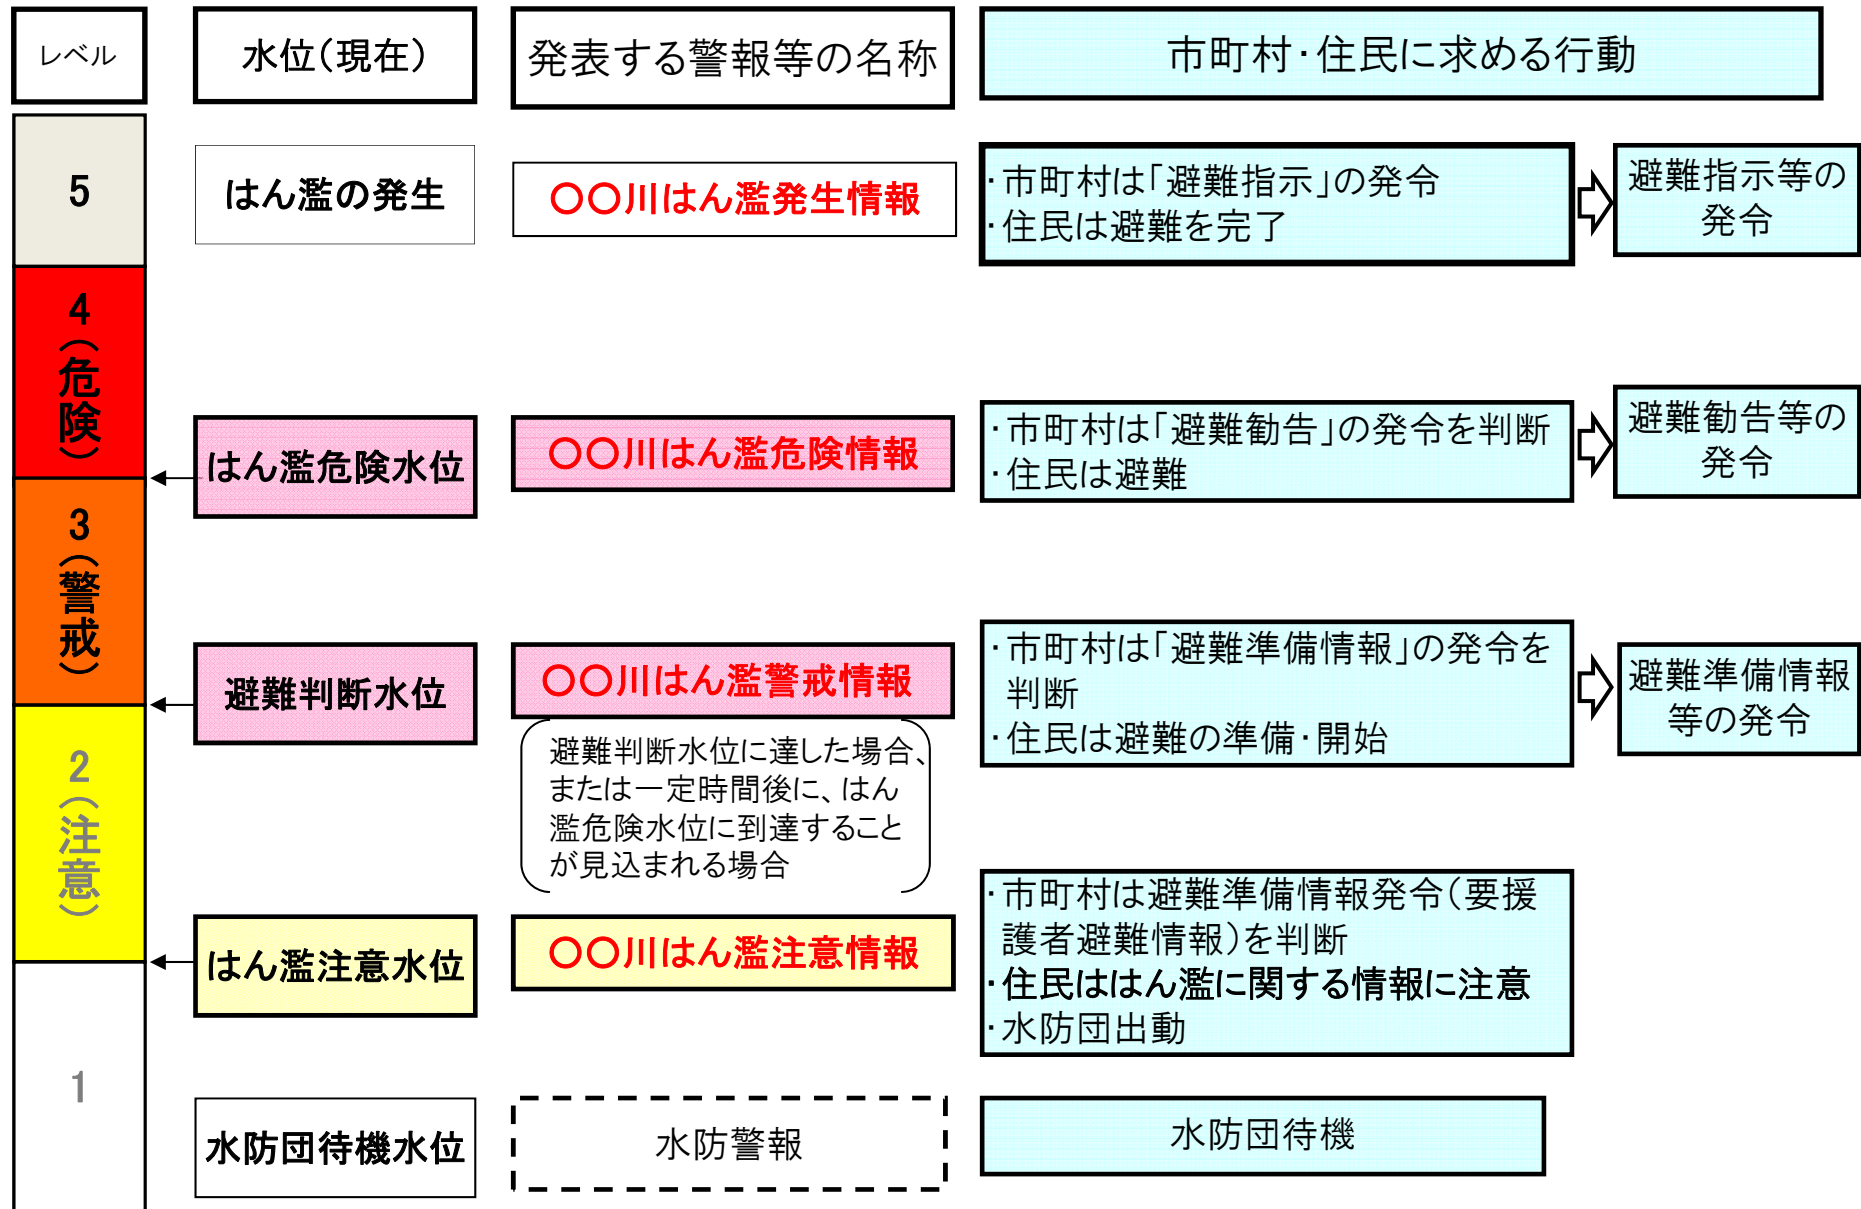 レベル
水位(現在)
発表する警報等の名称
市町村・住民に求める行動
5
はん濫の発生
〇〇川はん濫発生情報
・市町村は「避難指示」の発令
・住民は避難を完了
避難指示等の
発令
4(危険)
はん濫危険水位
〇〇川はん濫危険情報
・市町村は「避難勧告」の発令を判断
・住民は避難
避難勧告等の
発令
3(警戒)
避難判断水位
〇〇川はん濫警戒情報
避難判断水位に達した場合、
または一定時間後に、はん
濫危険水位に到達すること
が見込まれる場合
・市町村は「避難準備情報」の発令を
判断
・住民は避難の準備・開始
避難準備情報
等の発令
2(注意)
はん濫注意水位
〇〇川はん濫注意情報
・市町村は避難準備情報発令(要援
護者避難情報)を判断
・住民ははん濫に関する情報に注意
・水防団出動
1
水防団待機水位
水防警報
水防団待機